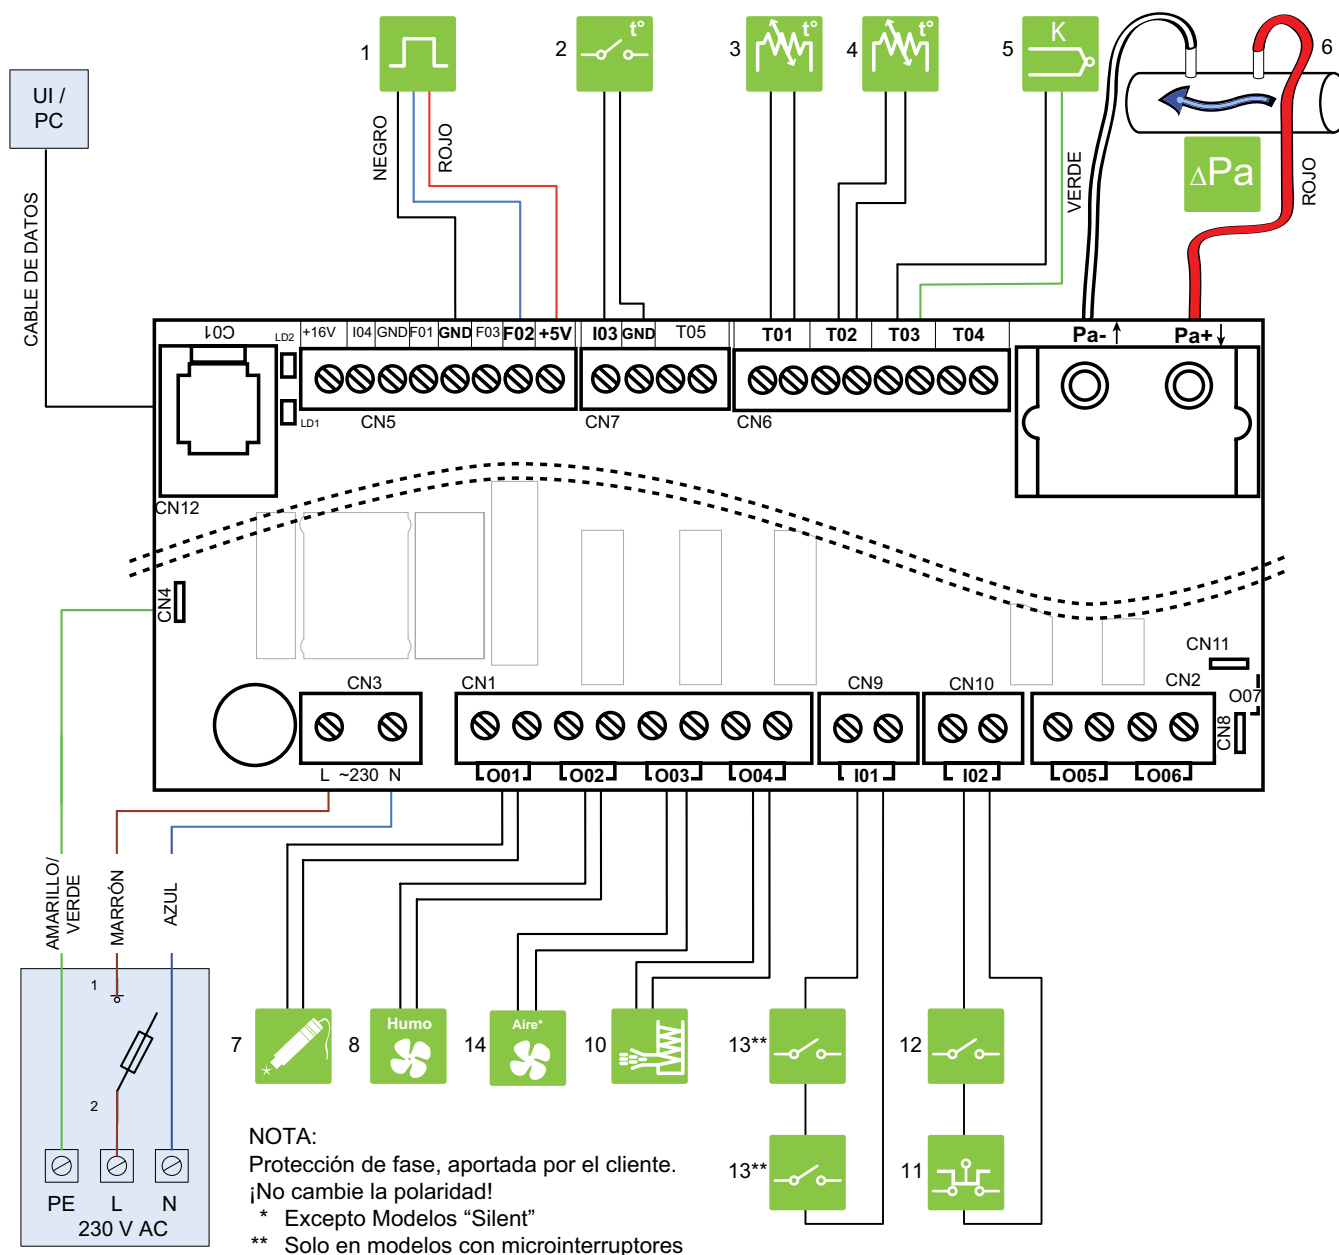 1
2
t°
3
t°
4
t°
5
K
6
UI /
PC
NEGRO
ROJO
VERDE
ΔPa
ROJO
CABLE DE DATOS
C01
LD2
+16V
I04
GND
F01
GND
F03
F02
+5V
I03
GND
T05
T01
T02
T03
T04
Pa-
Pa+
LD1
CN5
CN7
CN6
CN12
CN4
CN11
CN3
CN1
CN9
CN10
CN2
O07
CN8
L ~230 N
O01
O02
O03
O04
I01
I02
O05
O06
AMARILLO/
VERDE
MARRÓN
AZUL
1
2
PE
L
N
230 V AC
7
8
Humo
14
Aire*
10
13**
12
13**
11
NOTA:
Protección de fase, aportada por el cliente.
¡No cambie la polaridad!
* Excepto Modelos “Silent”
** Solo en modelos con microinterruptores